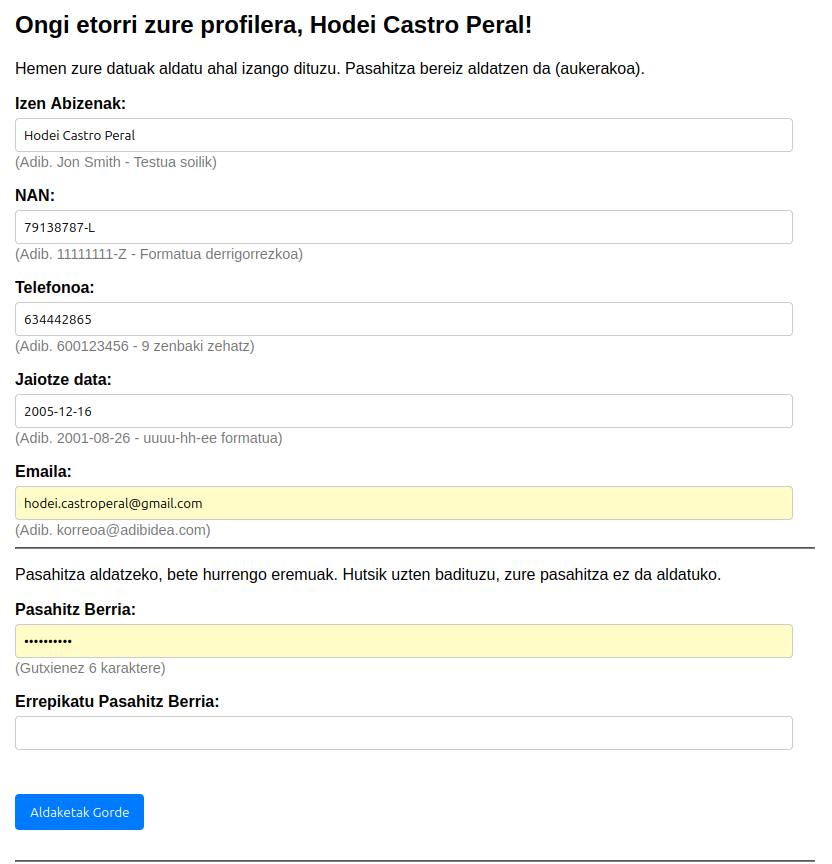 Ongi etorri zure profilera, Hodei Castro Peral!
Hemen zure datuak aldatu ahal izango dituzu. Pasahitza bereiz aldatzen da (aukerakoa).
Izen Abizenak:
Hodei Castro Peral
(Adib. Jon Smith - Testua soilik)
NAN:
79138787-L
(Adib. 11111111-Z - Formatua derrigorrezkoa)
Telefonoa:
634442865
(Adib. 600123456 - 9 zenbaki zehatz)
Jaiotze data:
2005-12-16
(Adib. 2001-08-26 - uuuu-hh-ee formatua)
Emaila:
hodei.castroperal@gmail.com
(Adib. korreoa@adibidea.com)
Pasahitza aldatzeko, bete hurrengo eremuak. Hutsik uzten badituzu, zure pasahitza ez da aldatuko.
Pasahitz Berria:
••••••••••
(Gutxienez 6 karaktere)
Errepikatu Pasahitz Berria:
Aldaketak Gorde